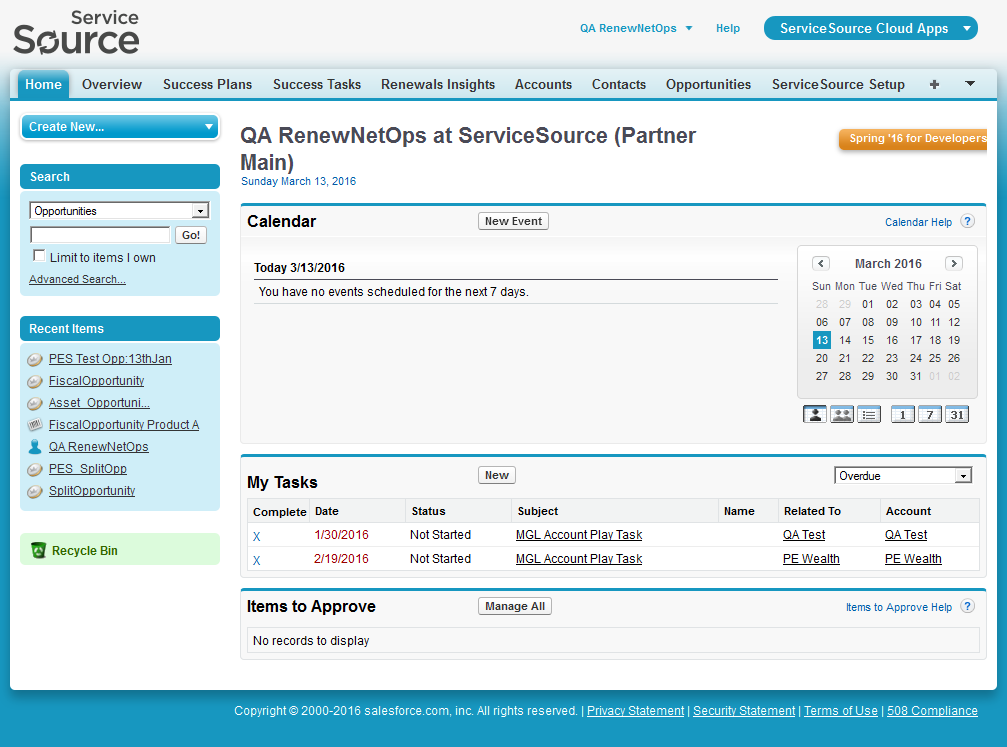 Service
Source
QA RenewNetOps Help ServiceSource Cloud Apps
Home Overview Success Plans Success Tasks Renewals Insights Accounts Contacts Opportunities ServiceSource Setup +
Create New...
Search
Opportunities
Go!
Limit to items I own
Advanced Search...
Recent Items
PES Test Opp:13thJan
FiscalOpportunity
Asset_Opportuni...
FiscalOpportunity Product A
QA RenewNetOps
PES_SplitOpp
SplitOpportunity
Recycle Bin
QA RenewNetOps at ServiceSource (Partner
Main)
Sunday March 13, 2016
Spring '16 for Developers
Calendar New Event Calendar Help ?
Today 3/13/2016
You have no events scheduled for the next 7 days.
< March 2016 >
Sun Mon Tue Wed Thu Fri Sat
28 29 01 02 03 04 05
06 07 08 09 10 11 12
13 14 15 16 17 18 19
20 21 22 23 24 25 26
27 28 29 30 31 01 02
1 7 31
My Tasks New Overdue
Complete Date Status Subject Name Related To Account
X 1/30/2016 Not Started MGL Account Play Task QA Test QA Test
X 2/19/2016 Not Started MGL Account Play Task PE Wealth PE Wealth
Items to Approve Manage All Items to Approve Help ?
No records to display
Copyright © 2000-2016 salesforce.com, inc. All rights reserved. | Privacy Statement | Security Statement | Terms of Use | 508 Compliance